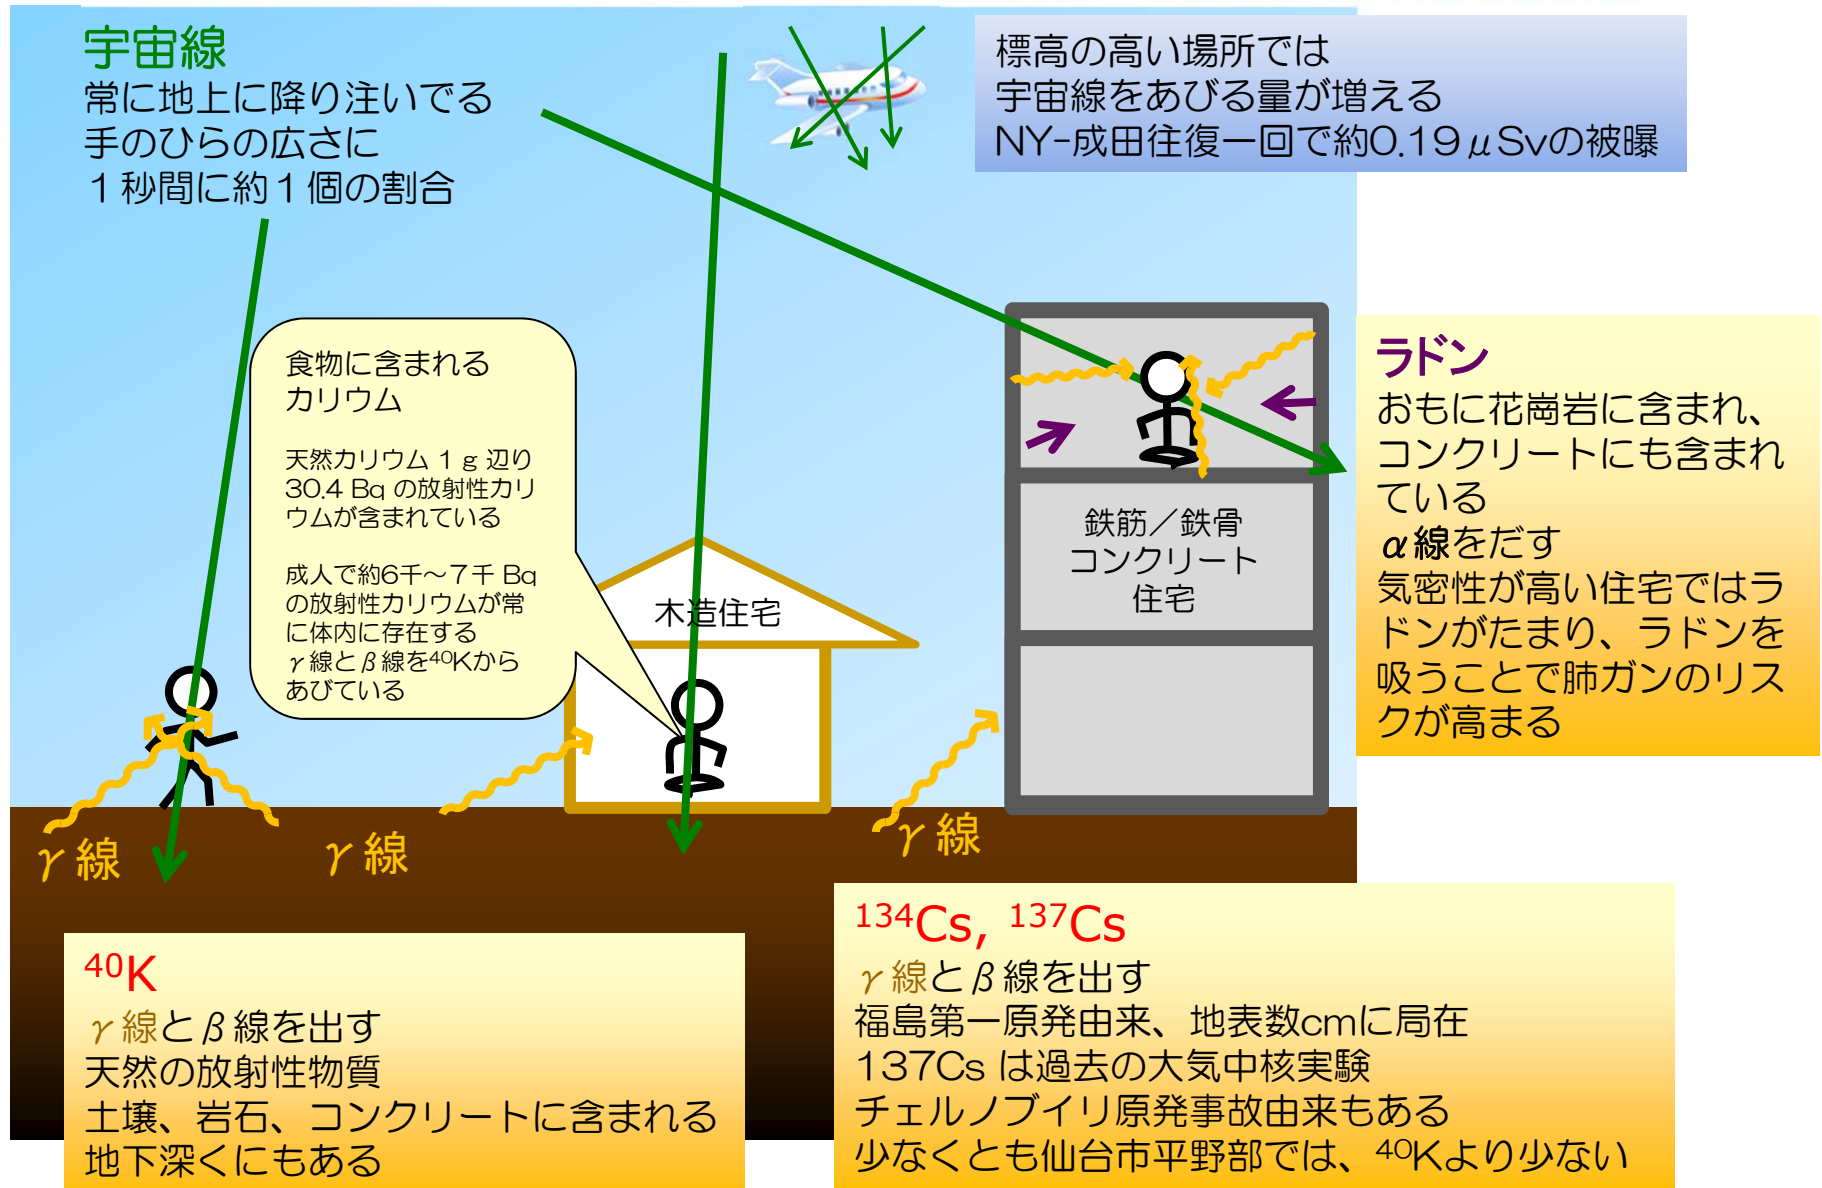 宇宙線
常に地上に降り注いでる
手のひらの広さに
１秒間に約１個の割合
標高の高い場所では
宇宙線をあびる量が増える
NY-成田往復一回で約0.19μSvの被曝
食物に含まれる
カリウム
天然カリウム 1 g 辺り
30.4 Bq の放射性カリ
ウムが含まれている
成人で約6千～7千 Bq
の放射性カリウムが常
に体内に存在する
γ線とβ線を⁴⁰Kから
あびている
木造住宅
鉄筋／鉄骨
コンクリート
住宅
ラドン
おもに花崗岩に含まれ、
コンクリートにも含まれ
ている
α線をだす
気密性が高い住宅ではラ
ドンがたまり、ラドンを
吸うことで肺ガンのリス
クが高まる
γ線
γ線
γ線
⁴⁰K
γ線とβ線を出す
天然の放射性物質
土壌、岩石、コンクリートに含まれる
地下深くにもある
¹³⁴Cs, ¹³⁷Cs
γ線とβ線を出す
福島第一原発由来、地表数cmに局在
137Cs は過去の大気中核実験
チェルノブイリ原発事故由来もある
少なくとも仙台市平野部では、⁴⁰Kより少ない